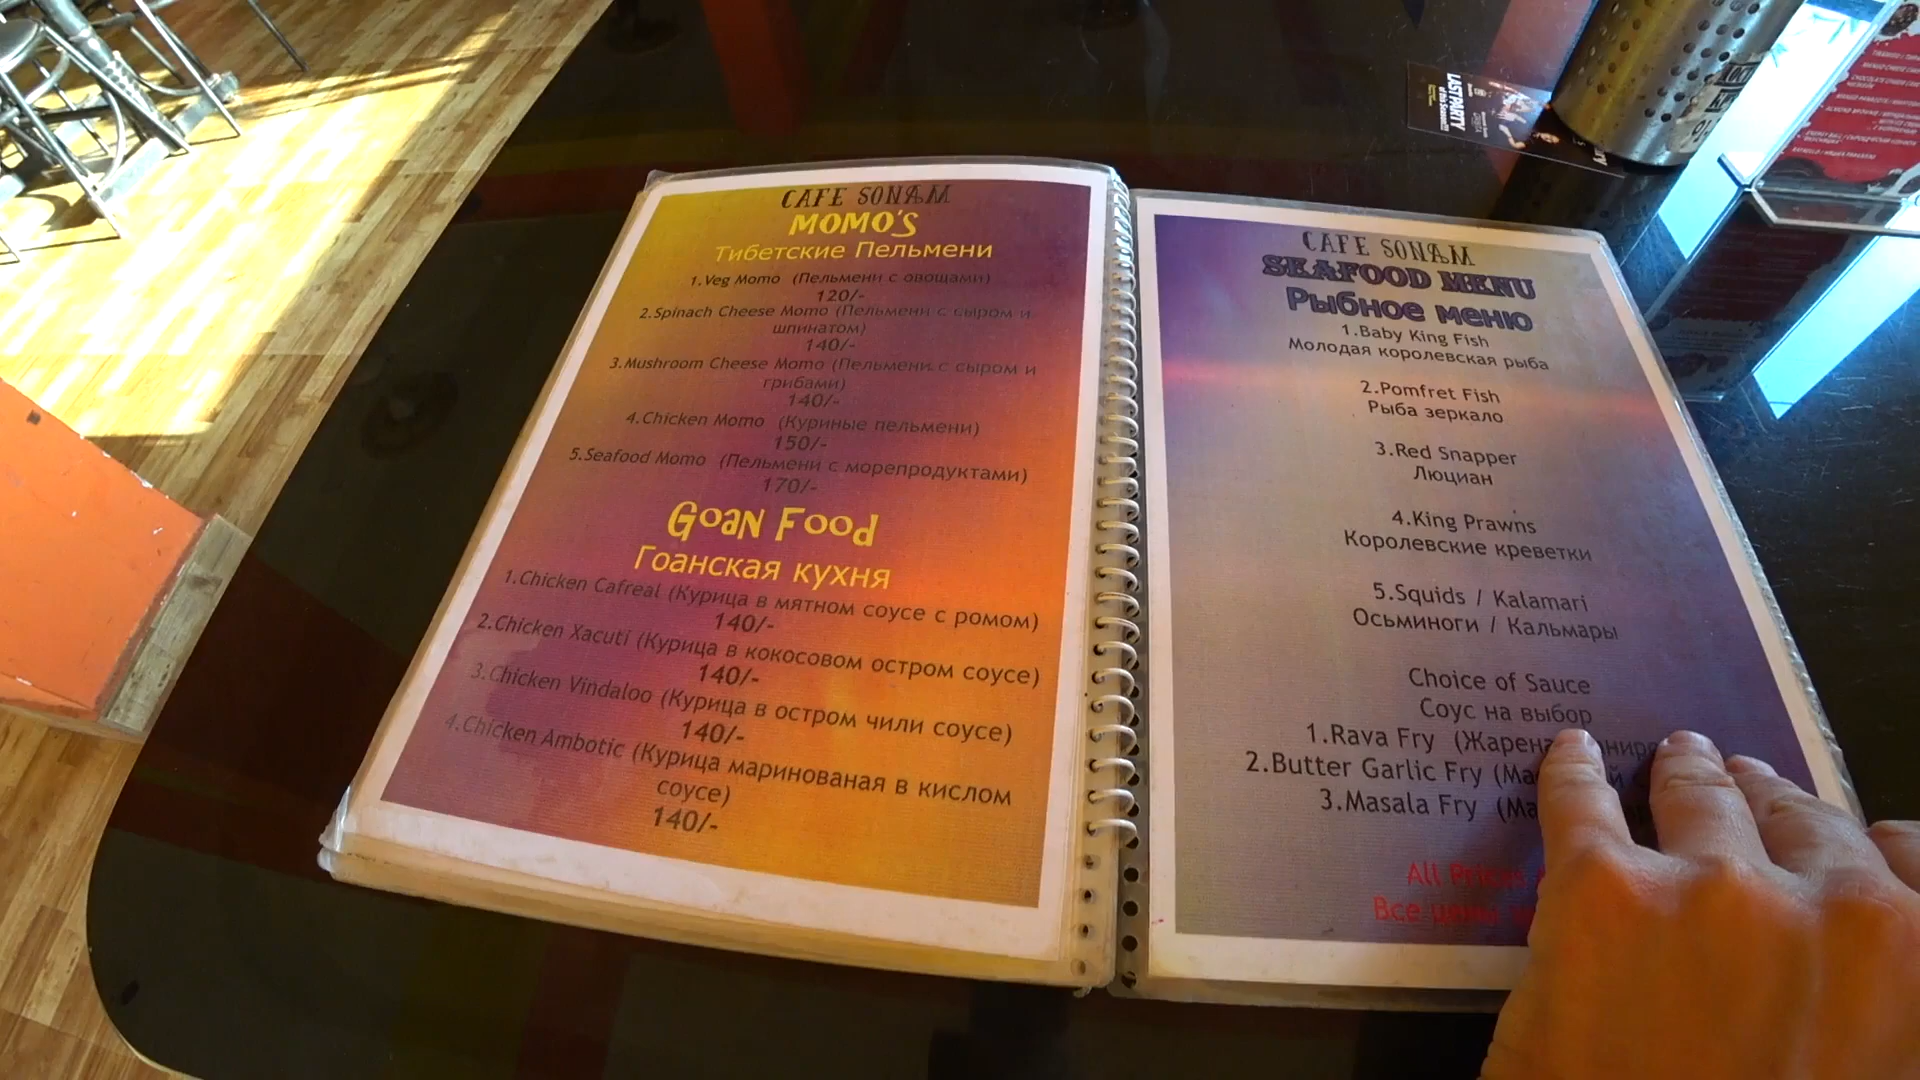 CAFE SONAM
MOMO'S
Тибетские Пельмени
1.Veg Momo (Пельмени с овощами)
120/-
2.Spinach Cheese Momo (Пельмени с сыром и
шпинатом)
140/-
3.Mushroom Cheese Momo (Пельмени с сыром и
грибами)
140/-
4.Chicken Momo (Куриные пельмени)
150/-
5.Seafood Momo (Пельмени с морепродуктами)
170/-
Goan Food
Гоанская кухня
1.Chicken Cafreal (Курица в мятном соусе с ромом)
140/-
2.Chicken Xacuti (Курица в кокосовом остром соусе)
140/-
3.Chicken Vindaloo (Курица в остром чили соусе)
140/-
4.Chicken Ambotic (Курица маринованая в кислом
соусе)
140/-
CAFE SONAM
SEAFOOD MENU
Рыбное меню
1.Baby King Fish
Молодая королевская рыба
2.Pomfret Fish
Рыба зеркало
3.Red Snapper
Люциан
4.King Prawns
Королевские креветки
5.Squids / Kalamari
Осьминоги / Кальмары
Choice of Sauce
Соус на выбор
1.Rava Fry
2.Butter Garlic Fry
3.Masala Fry
All
Все цены
LAST PARTY
of this Season!!!